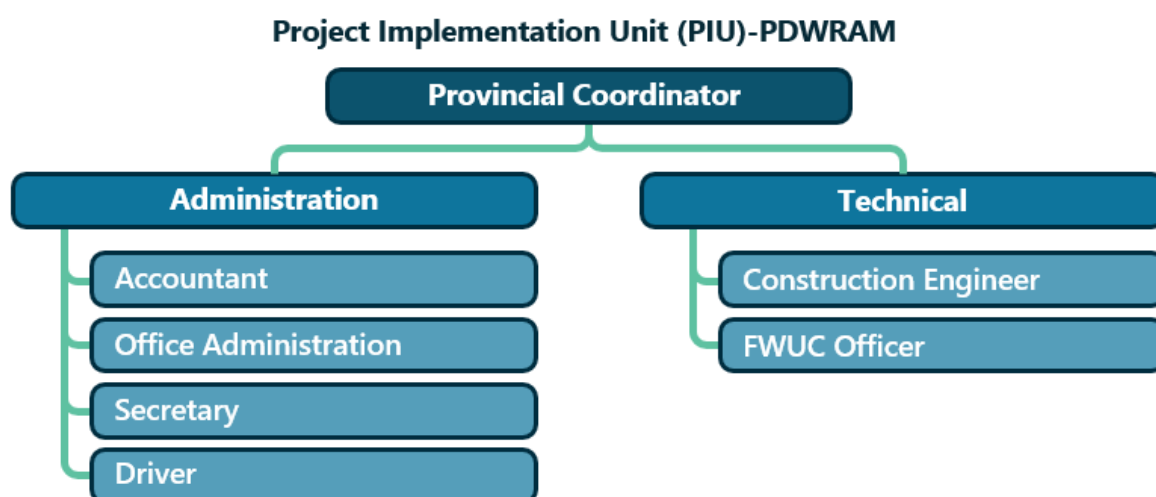 Project Implementation Unit (PIU)-PDWRAM
Provincial Coordinator
Administration
Accountant
Office Administration
Secretary
Driver
Technical
Construction Engineer
FWUC Officer